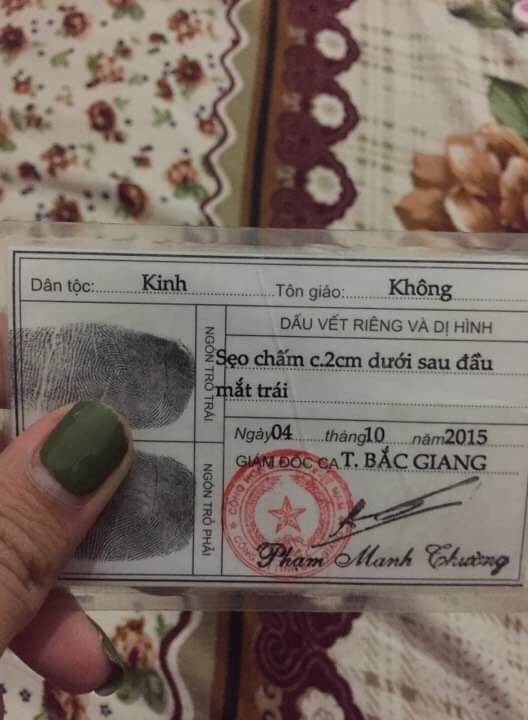 Dân tộc: Kinh Tôn giáo: Không
DẤU VẾT RIÊNG VÀ DỊ HÌNH
NGÓN TRỎ TRÁI
Sẹo chấm c.2cm dưới sau đầu
mắt trái
Ngày 04 tháng 10 năm 2015
GIÁM ĐỐC CA T. BẮC GIANG
NGÓN TRỎ PHẢI
Phạm Manh Chường